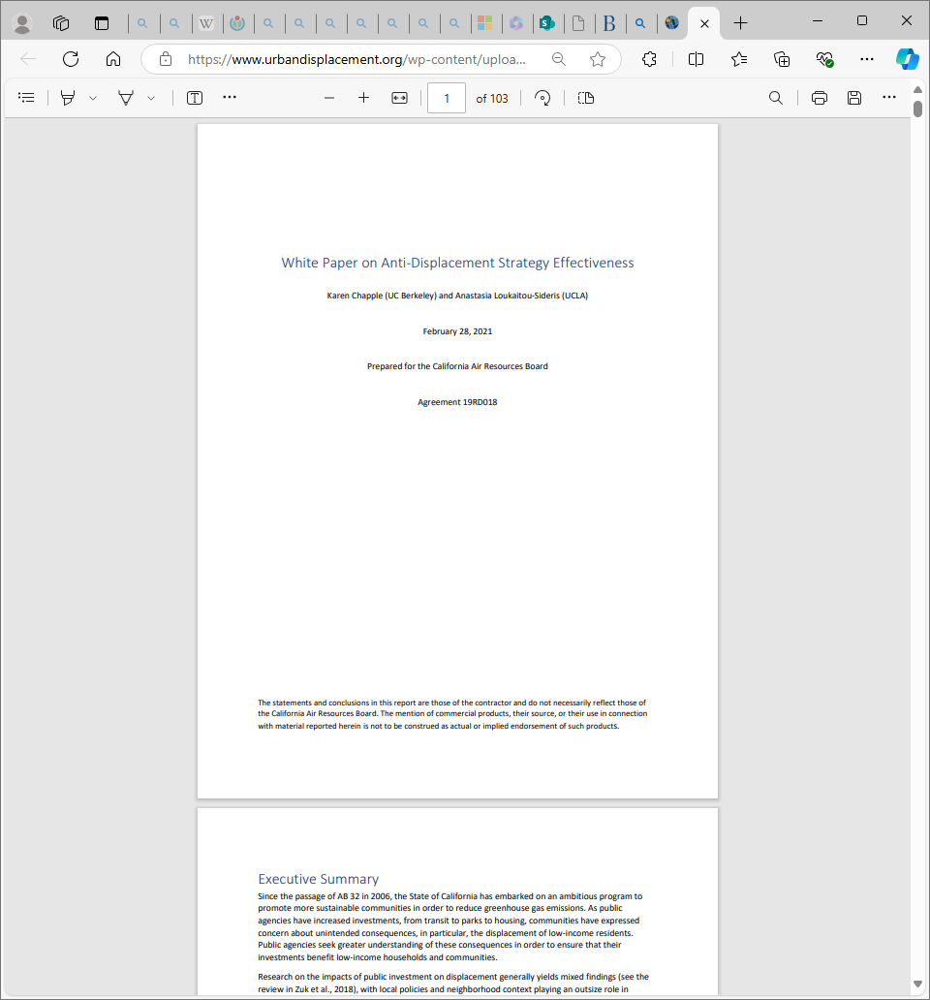 https://www.urbandisplacement.org/wp-content/uploa...
1 of 103
White Paper on Anti-Displacement Strategy Effectiveness
Karen Chapple (UC Berkeley) and Anastasia Loukaitou-Sideris (UCLA)
February 28, 2021
Prepared for the California Air Resources Board
Agreement 19RD018
The statements and conclusions in this report are those of the contractor and do not necessarily reflect those of
the California Air Resources Board. The mention of commercial products, their source, or their use in connection
with material reported herein is not to be construed as actual or implied endorsement of such products.
Executive Summary
Since the passage of AB 32 in 2006, the State of California has embarked on an ambitious program to
promote more sustainable communities in order to reduce greenhouse gas emissions. As public
agencies have increased investments, from transit to parks to housing, communities have expressed
concern about unintended consequences, in particular, the displacement of low-income residents.
Public agencies seek greater understanding of these consequences in order to ensure that their
investments benefit low-income households and communities.
Research on the impacts of public investment on displacement generally yields mixed findings (see the
review in Zuk et al., 2018), with local policies and neighborhood context playing an outsize role in